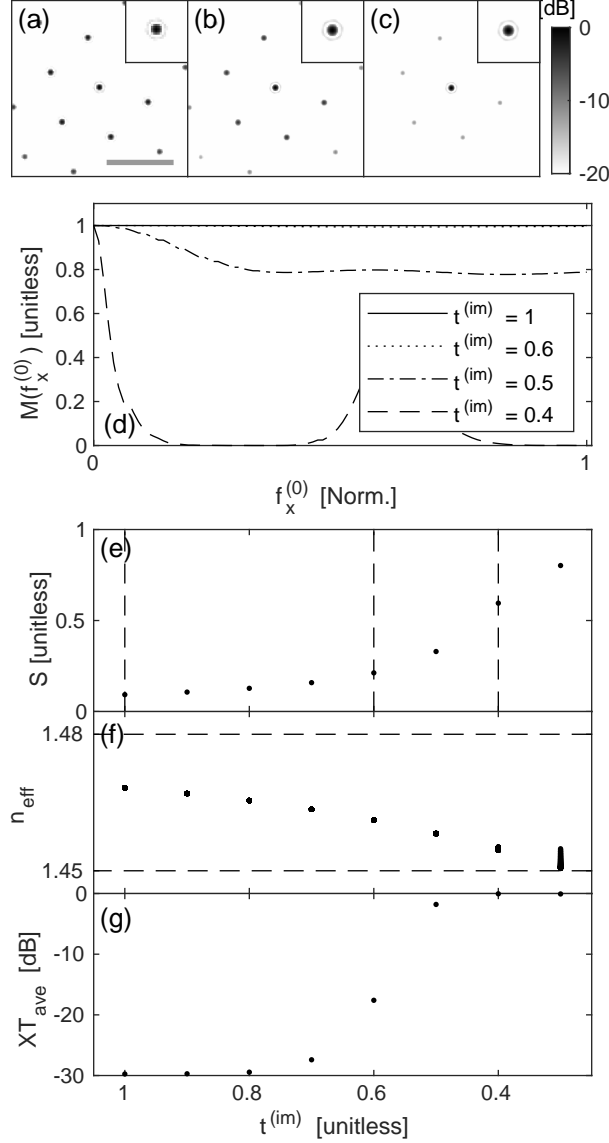 (a)
(b)
(c)
[dB]
0
-10
-20
M(f_x^(0)) [unitless]
1
0.8
0.6
0.4
0.2
0
(d)
t^(im) = 1
t^(im) = 0.6
t^(im) = 0.5
t^(im) = 0.4
0
1
f_x^(0) [Norm.]
(e)
S [unitless]
1
0.5
0
(f)
n_eff
1.48
1.45
(g)
XT_ave [dB]
0
-10
-20
-30
1
0.8
0.6
0.4
t^(im) [unitless]